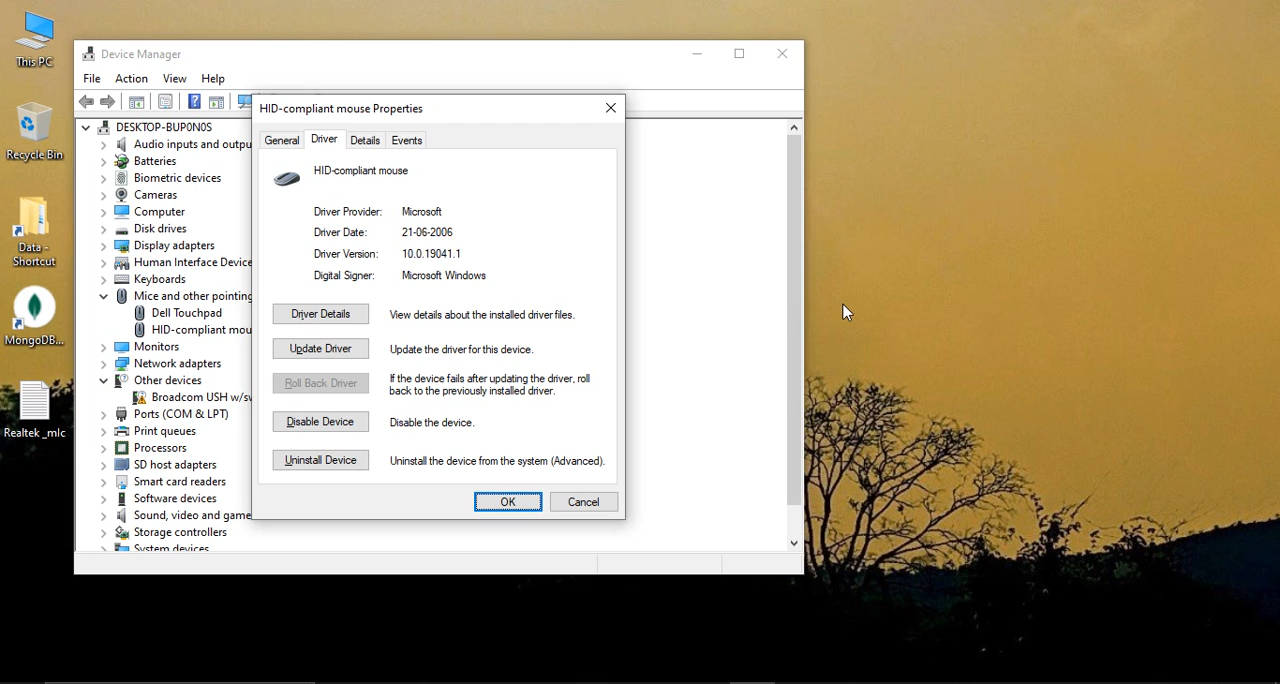 This PC
Recycle Bin
Data -
Shortcut
MongoDB...
Realtek _mlc
Device Manager
File Action View Help
DESKTOP-BUP0N0S
Audio inputs and outpu
Batteries
Biometric devices
Cameras
Computer
Disk drives
Display adapters
Human Interface Device
Keyboards
Mice and other pointing
Dell Touchpad
HID-compliant mou
Monitors
Network adapters
Other devices
Broadcom USH w/sw
Ports (COM & LPT)
Print queues
Processors
SD host adapters
Smart card readers
Software devices
Sound, video and game
Storage controllers
System devices
HID-compliant mouse Properties
General Driver Details Events
HID-compliant mouse
Driver Provider: Microsoft
Driver Date: 21-06-2006
Driver Version: 10.0.19041.1
Digital Signer: Microsoft Windows
Driver Details View details about the installed driver files.
Update Driver Update the driver for this device.
Roll Back Driver If the device fails after updating the driver, roll
back to the previously installed driver.
Disable Device Disable the device.
Uninstall Device Uninstall the device from the system (Advanced).
OK Cancel